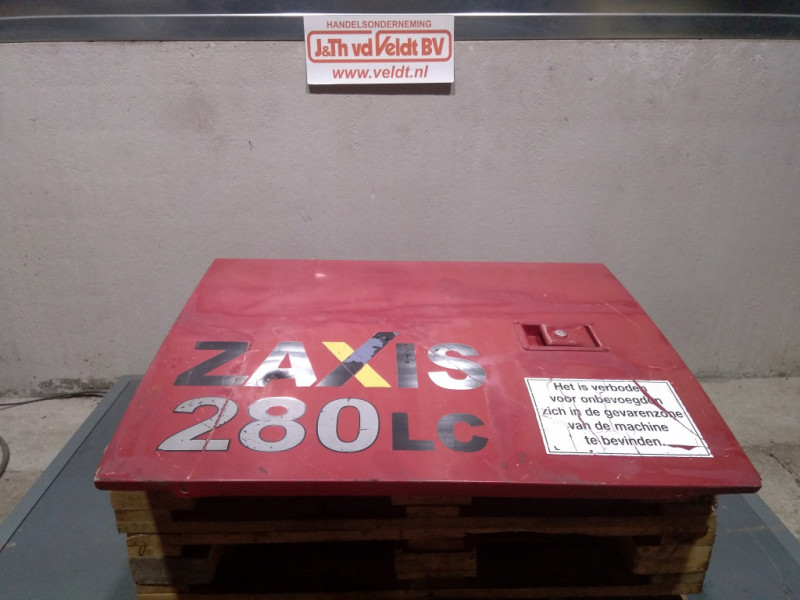 HANDELSONDERNEMING
J&Th vd Veldt BV
www.veldt.nl
ZAXIS
280LC
Het is verboden
voor onbevoegden
zich in de gevarenzone
van de machine
te bevinden.